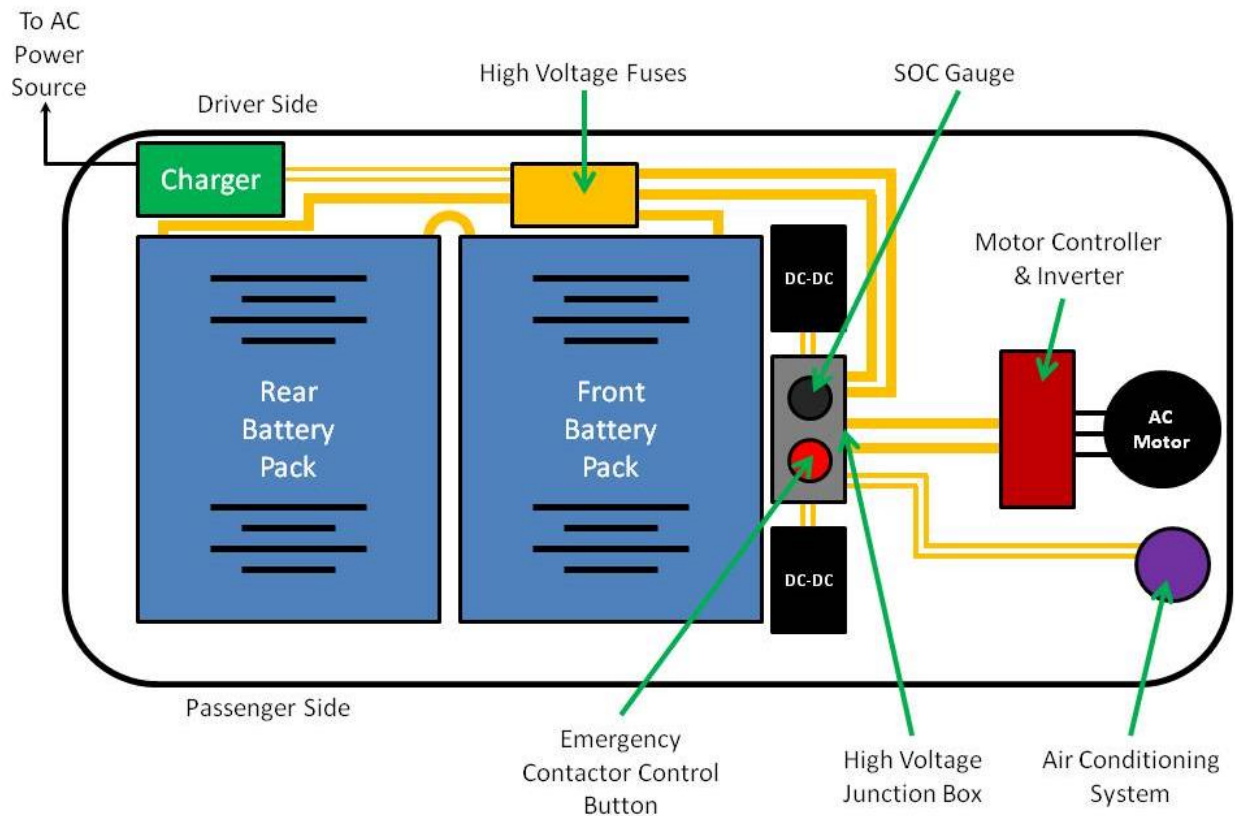 To AC
Power
Source
Driver Side
High Voltage Fuses
SOC Gauge
Charger
Motor Controller
& Inverter
DC-DC
Rear
Battery
Pack
Front
Battery
Pack
AC
Motor
DC-DC
Passenger Side
Emergency
Contactor Control
Button
High Voltage
Junction Box
Air Conditioning
System